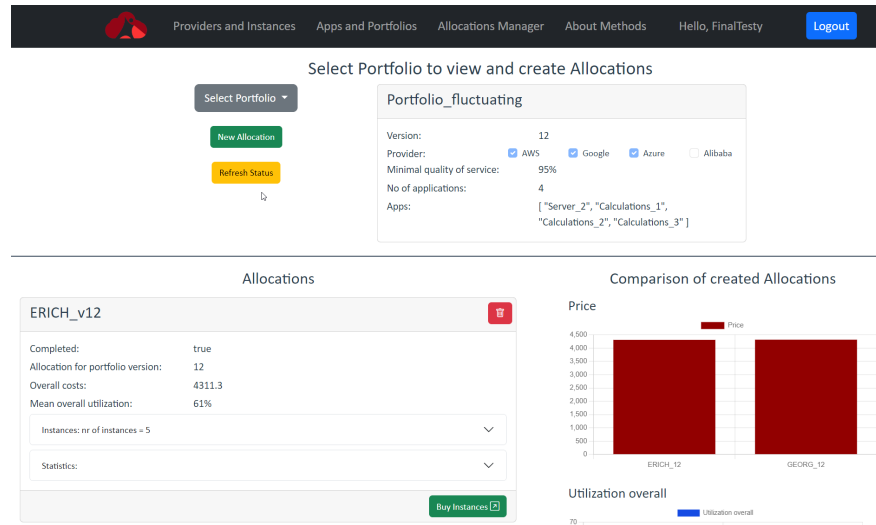 Providers and Instances Apps and Portfolios Allocations Manager About Methods Hello, FinalTesty Logout
Select Portfolio to view and create Allocations
Select Portfolio
New Allocation
Refresh Status
Portfolio_fluctuating
Version: 12
Provider: AWS Google Azure Alibaba
Minimal quality of service: 95%
No of applications: 4
Apps: [ "Server_2", "Calculations_1",
"Calculations_2", "Calculations_3" ]
Allocations
ERICH_v12
Completed: true
Allocation for portfolio version: 12
Overall costs: 4311.3
Mean overall utilization: 61%
Instances: nr of instances = 5
Statistics:
Buy Instances
Comparison of created Allocations
Price
Price
4,500
4,000
3,500
3,000
2,500
2,000
1,500
1,000
500
0
ERICH_12 GEORG_12
Utilization overall
Utilization overall
70